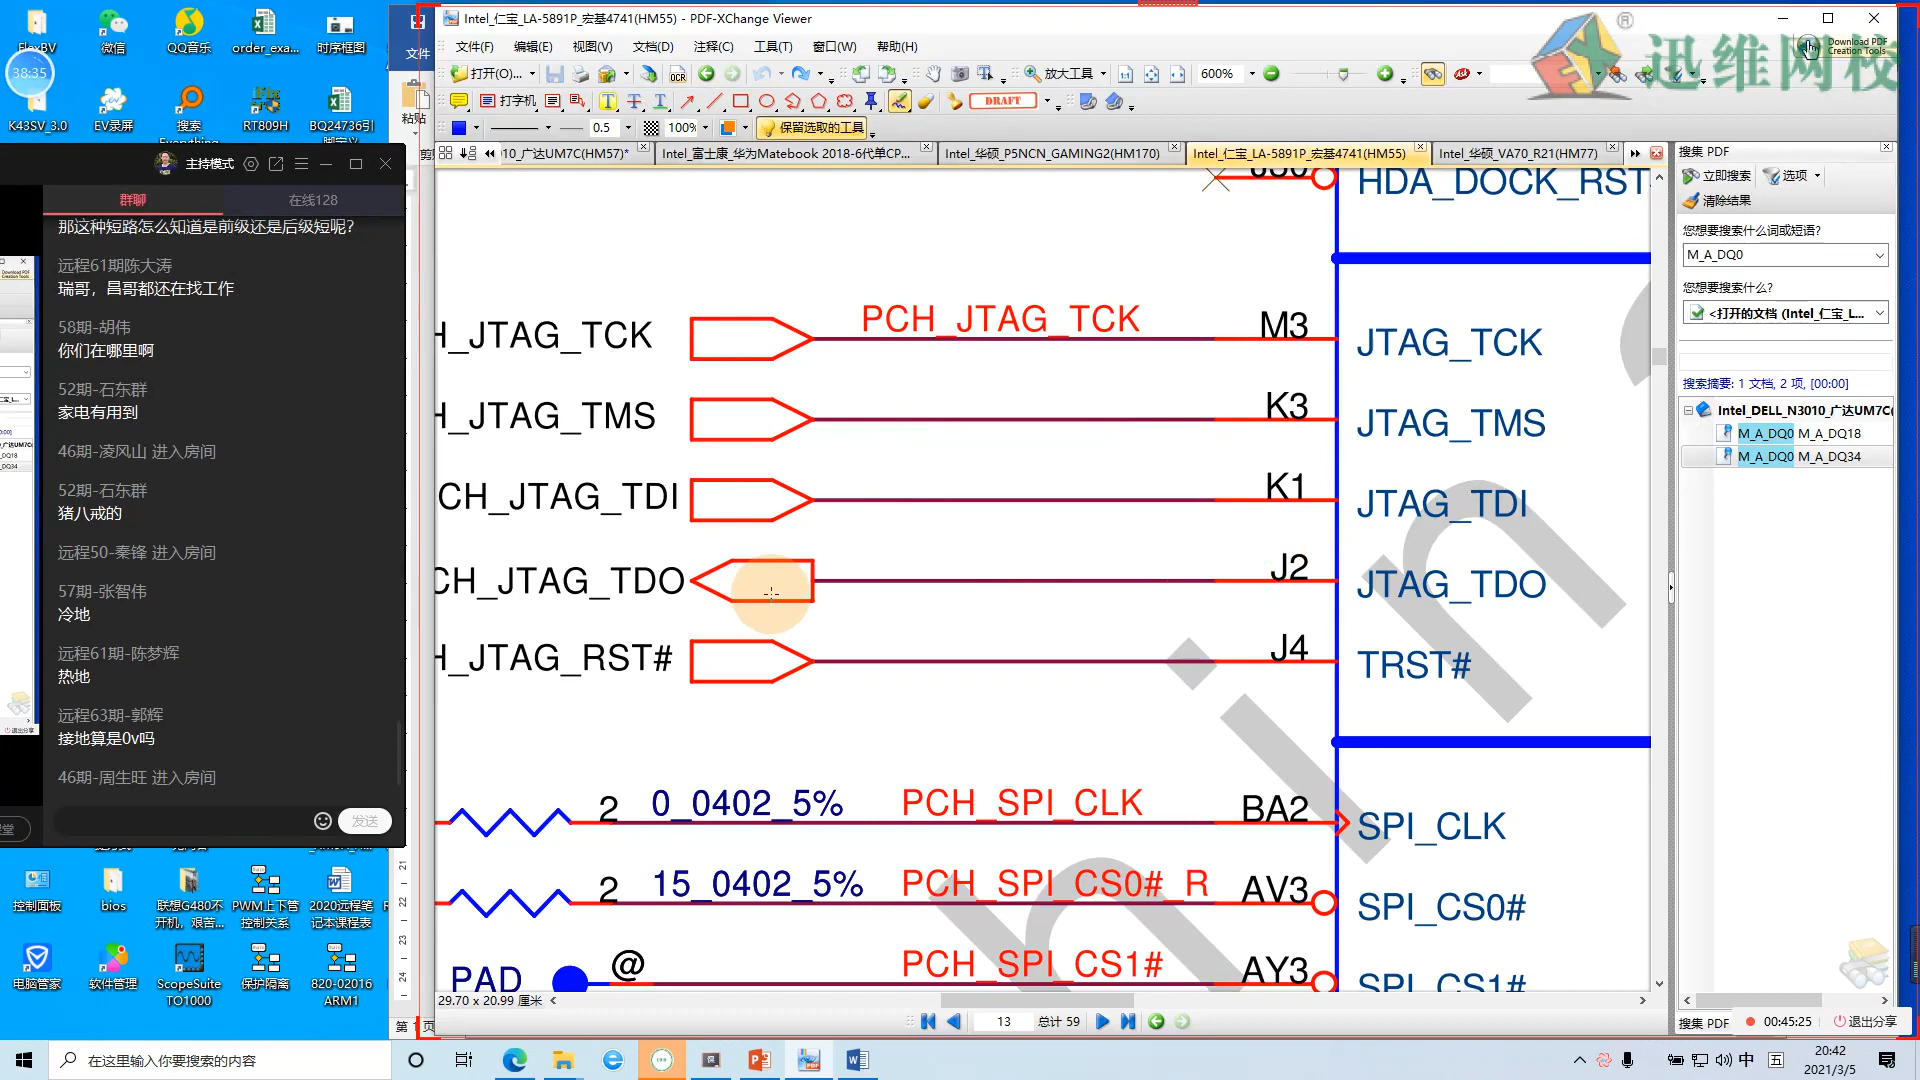 FlexBV
微信
QQ音乐
order_exa...
时序框图
38:35
K43SV_3.0
EV录屏
搜索
Everything
RT809H
BQ24736引
脚定义
文件
粘贴
Intel_仁宝_LA-5891P_宏基4741(HM55) - PDF-XChange Viewer
文件(F) 编辑(E) 视图(V) 文档(D) 注释(C) 工具(T) 窗口(W) 帮助(H)
Download PDF
Creation Tools
迅维网校
®
打开(O)...
OCR
放大工具
1:1
600%
打字机
DRAFT
0.5
100%
保留选取的工具
10_广达UM7C(HM57)*
Intel_富士康_华为Matebook 2018-6代单CP...
Intel_华硕_P5NCN_GAMING2(HM170)
Intel_仁宝_LA-5891P_宏基4741(HM55)
Intel_华硕_VA70_R21(HM77)
主持模式
群聊
在线128
那这种短路怎么知道是前级还是后级短呢?
远程61期陈大涛
瑞哥，昌哥都还在找工作
58期-胡伟
你们在哪里啊
52期-石东群
家电有用到
46期-凌风山 进入房间
52期-石东群
猪八戒的
远程50-秦锋 进入房间
57期-张智伟
冷地
远程61期-陈梦辉
热地
远程63期-郭辉
接地算是0v吗
46期-周生旺 进入房间
发送
HDA_DOCK_RST
H_JTAG_TCK
PCH_JTAG_TCK
M3
JTAG_TCK
H_JTAG_TMS
K3
JTAG_TMS
CH_JTAG_TDI
K1
JTAG_TDI
CH_JTAG_TDO
J2
JTAG_TDO
H_JTAG_RST#
J4
TRST#
2
0_0402_5%
PCH_SPI_CLK
BA2
SPI_CLK
2
15_0402_5%
PCH_SPI_CS0#_R
AV3
SPI_CS0#
PAD
@
PCH_SPI_CS1#
AY3
SPI_CS1#
29.70 x 20.99 厘米
13
总计 59
搜集 PDF
立即搜索
选项
清除结果
您想要搜索什么词或短语?
M_A_DQ0
您想要搜索什么?
<打开的文档 (Intel_仁宝_L...
搜索摘要: 1 文档, 2 项, [00:00]
Intel_DELL_N3010_广达UM7C(
M_A_DQ0 M_A_DQ18
M_A_DQ0 M_A_DQ34
搜集 PDF
00:45:25
退出分享
控制面板
bios
联想G480不
开机，艰苦...
PWM上下管
控制关系
2020远程笔
记本课程表
电脑管家
软件管理
ScopeSuite
TO1000
保护隔离
820-02016
ARM1
21
22
23
24
在这里输入你要搜索的内容
中
五
20:42
2021/3/5